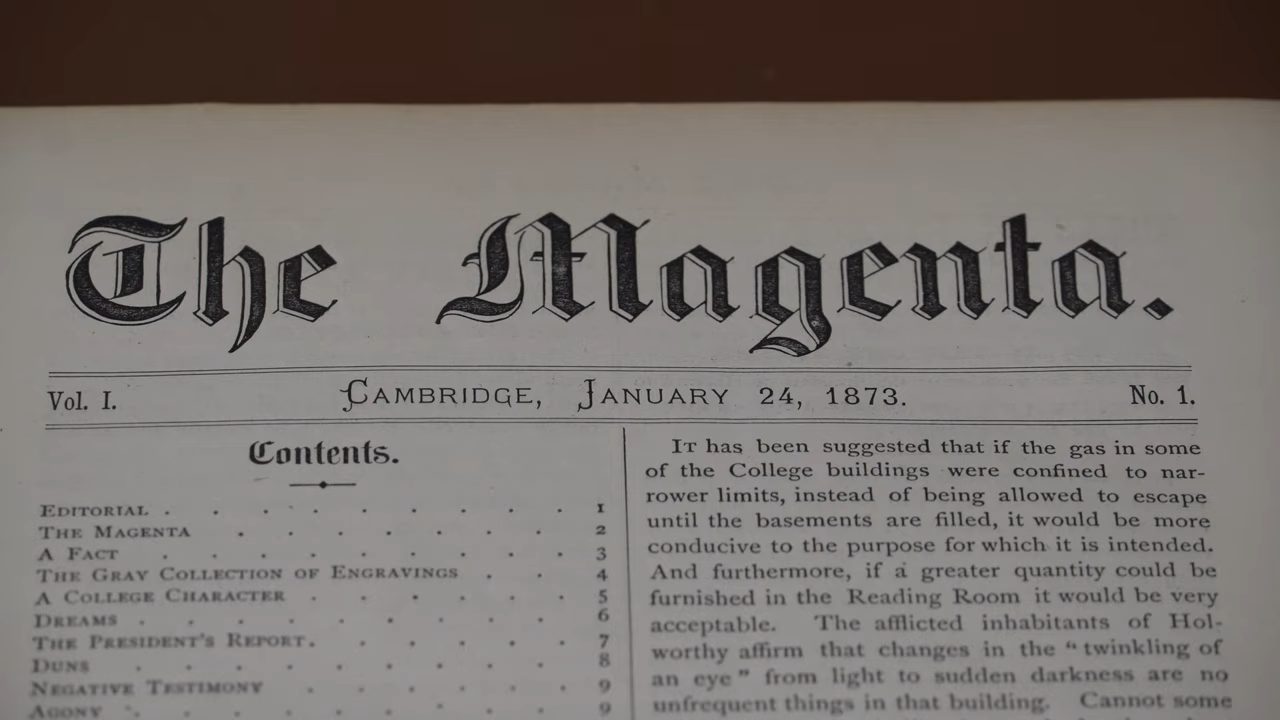 The Magenta.
Vol. I.
CAMBRIDGE, JANUARY 24, 1873.
No. 1.
Contents.
EDITORIAL . . . . . . . . . 1
THE MAGENTA . . . . . . . 2
A FACT . . . . . . . . . 3
THE GRAY COLLECTION OF ENGRAVINGS . . 4
A COLLEGE CHARACTER . . . . . . 5
DREAMS . . . . . . . . . 6
THE PRESIDENT'S REPORT . . . . . . 7
DUNS . . . . . . . . . 8
NEGATIVE TESTIMONY . . . . . 9
AGONY . . . . . . . . . 9
IT has been suggested that if the gas in some
of the College buildings were confined to nar-
rower limits, instead of being allowed to escape
until the basements are filled, it would be more
conducive to the purpose for which it is intended.
And furthermore, if a greater quantity could be
furnished in the Reading Room it would be very
acceptable. The afflicted inhabitants of Hol-
worthy affirm that changes in the “twinkling of
an eye” from light to sudden darkness are no
unfrequent things in that building. Cannot some